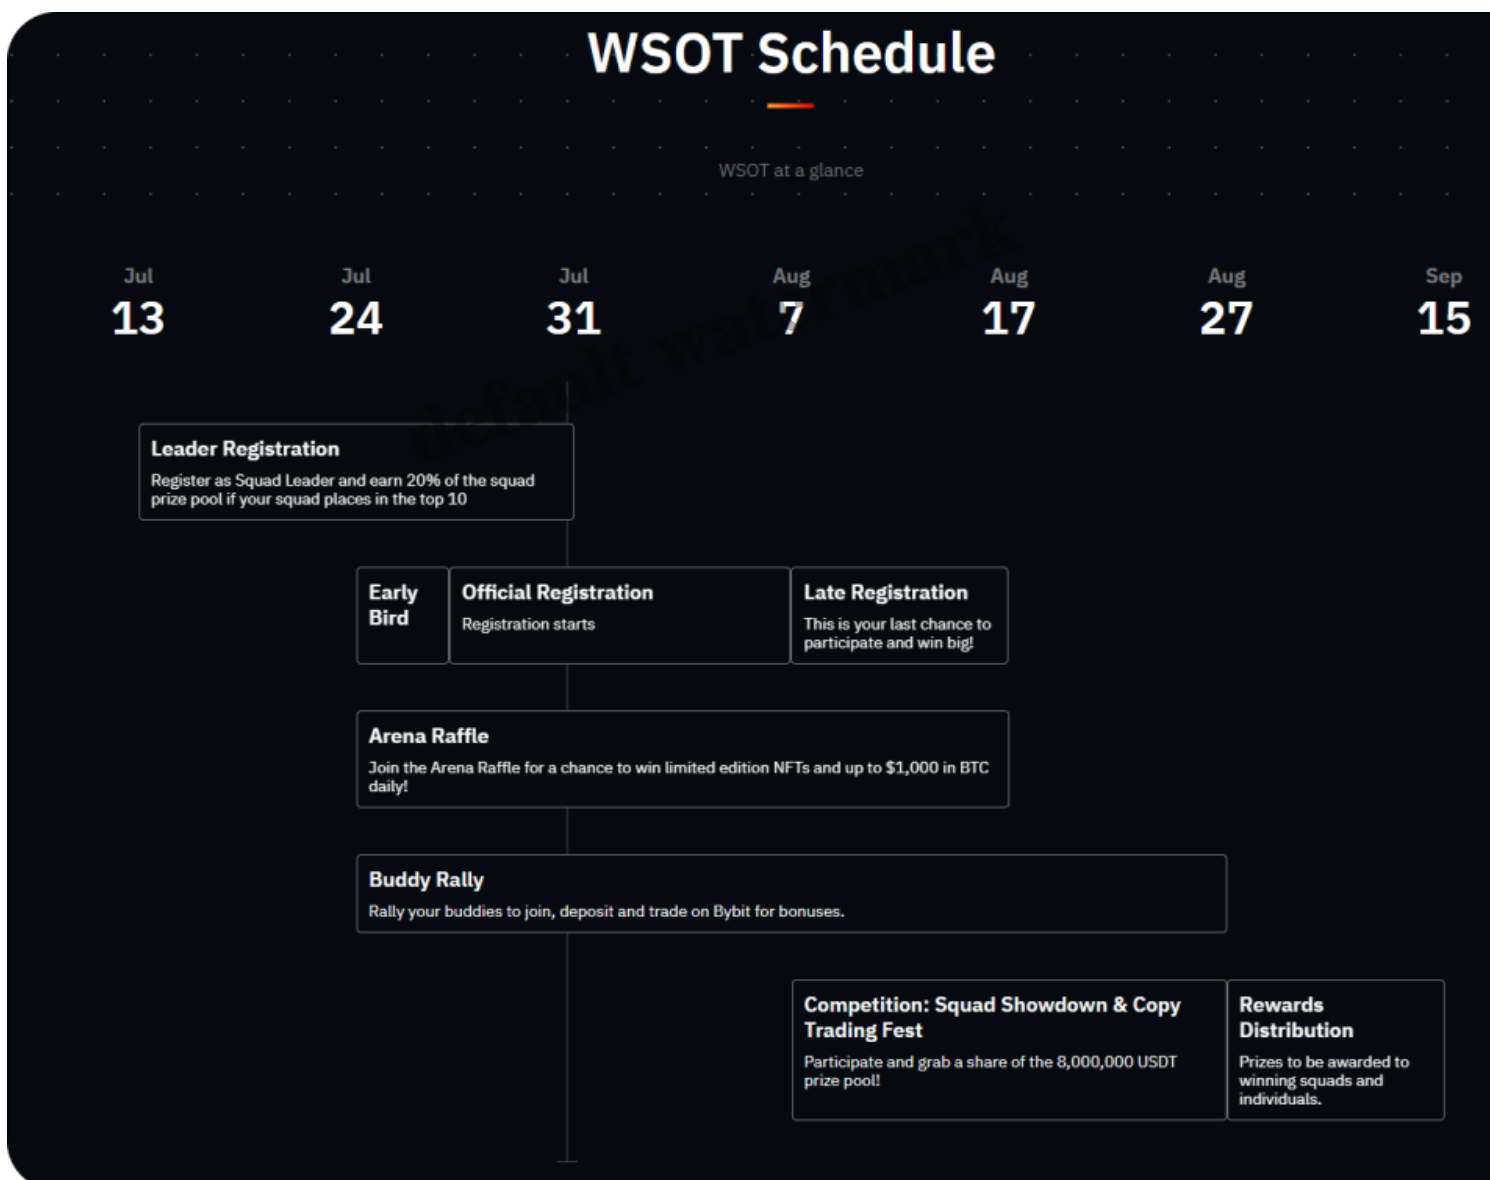 WSOT Schedule
WSOT at a glance
Jul Jul Jul Aug Aug Aug Sep
13 24 31 7 17 27 15
default watermark
Leader Registration
Register as Squad Leader and earn 20% of the squad
prize pool if your squad places in the top 10
Early
Bird
Official Registration
Registration starts
Late Registration
This is your last chance to
participate and win big!
Arena Raffle
Join the Arena Raffle for a chance to win limited edition NFTs and up to $1,000 in BTC
daily!
Buddy Rally
Rally your buddies to join, deposit and trade on Bybit for bonuses.
Competition: Squad Showdown & Copy
Trading Fest
Participate and grab a share of the 8,000,000 USDT
prize pool!
Rewards
Distribution
Prizes to be awarded to
winning squads and
individuals.